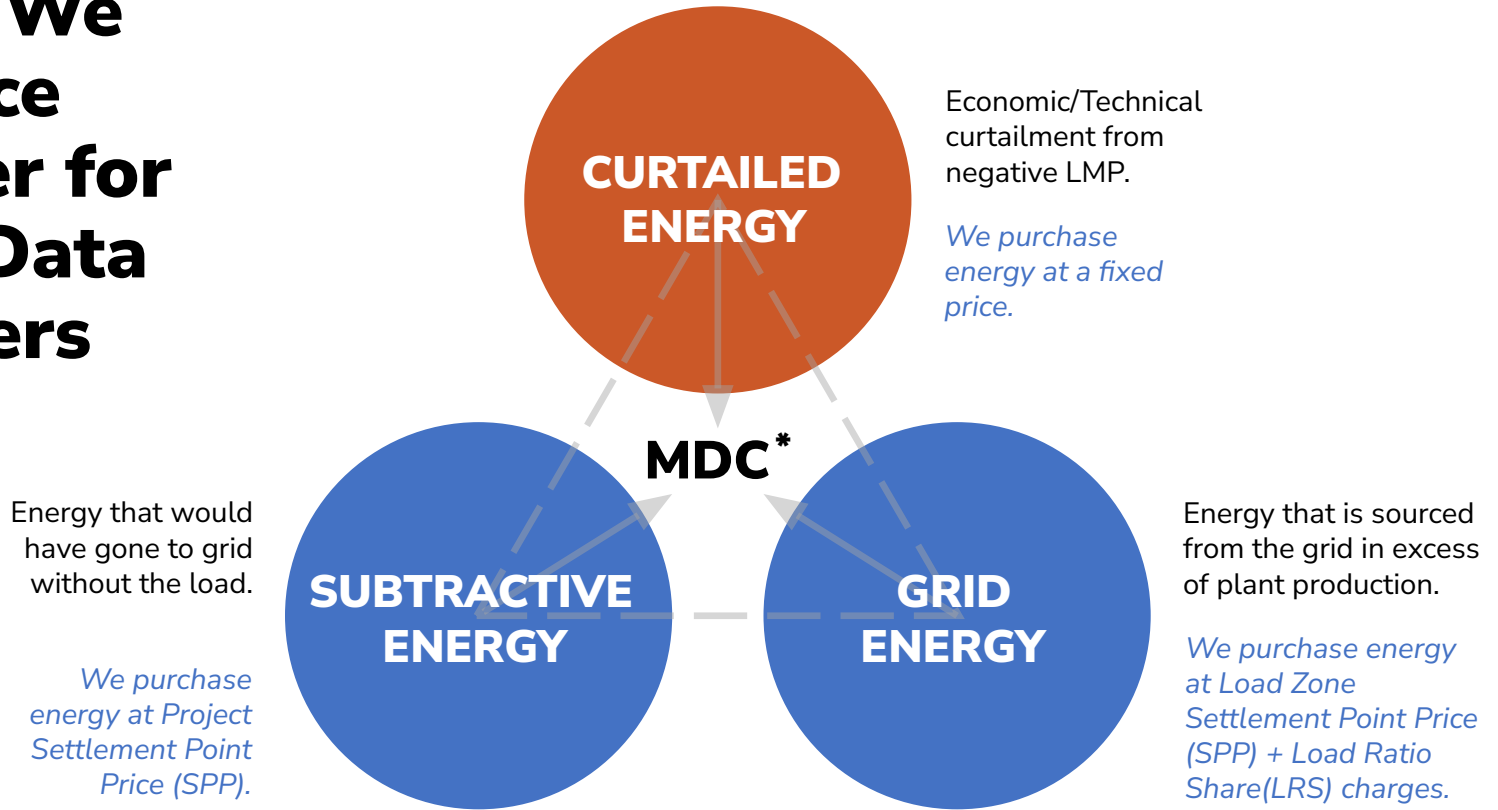 We
ce
er for
Data
ers
CURTAILED
ENERGY
Economic/Technical
curtailment from
negative LMP.
We purchase
energy at a fixed
price.
MDC*
Energy that would
have gone to grid
without the load.
We purchase
energy at Project
Settlement Point
Price (SPP).
SUBTRACTIVE
ENERGY
GRID
ENERGY
Energy that is sourced
from the grid in excess
of plant production.
We purchase energy
at Load Zone
Settlement Point Price
(SPP) + Load Ratio
Share(LRS) charges.